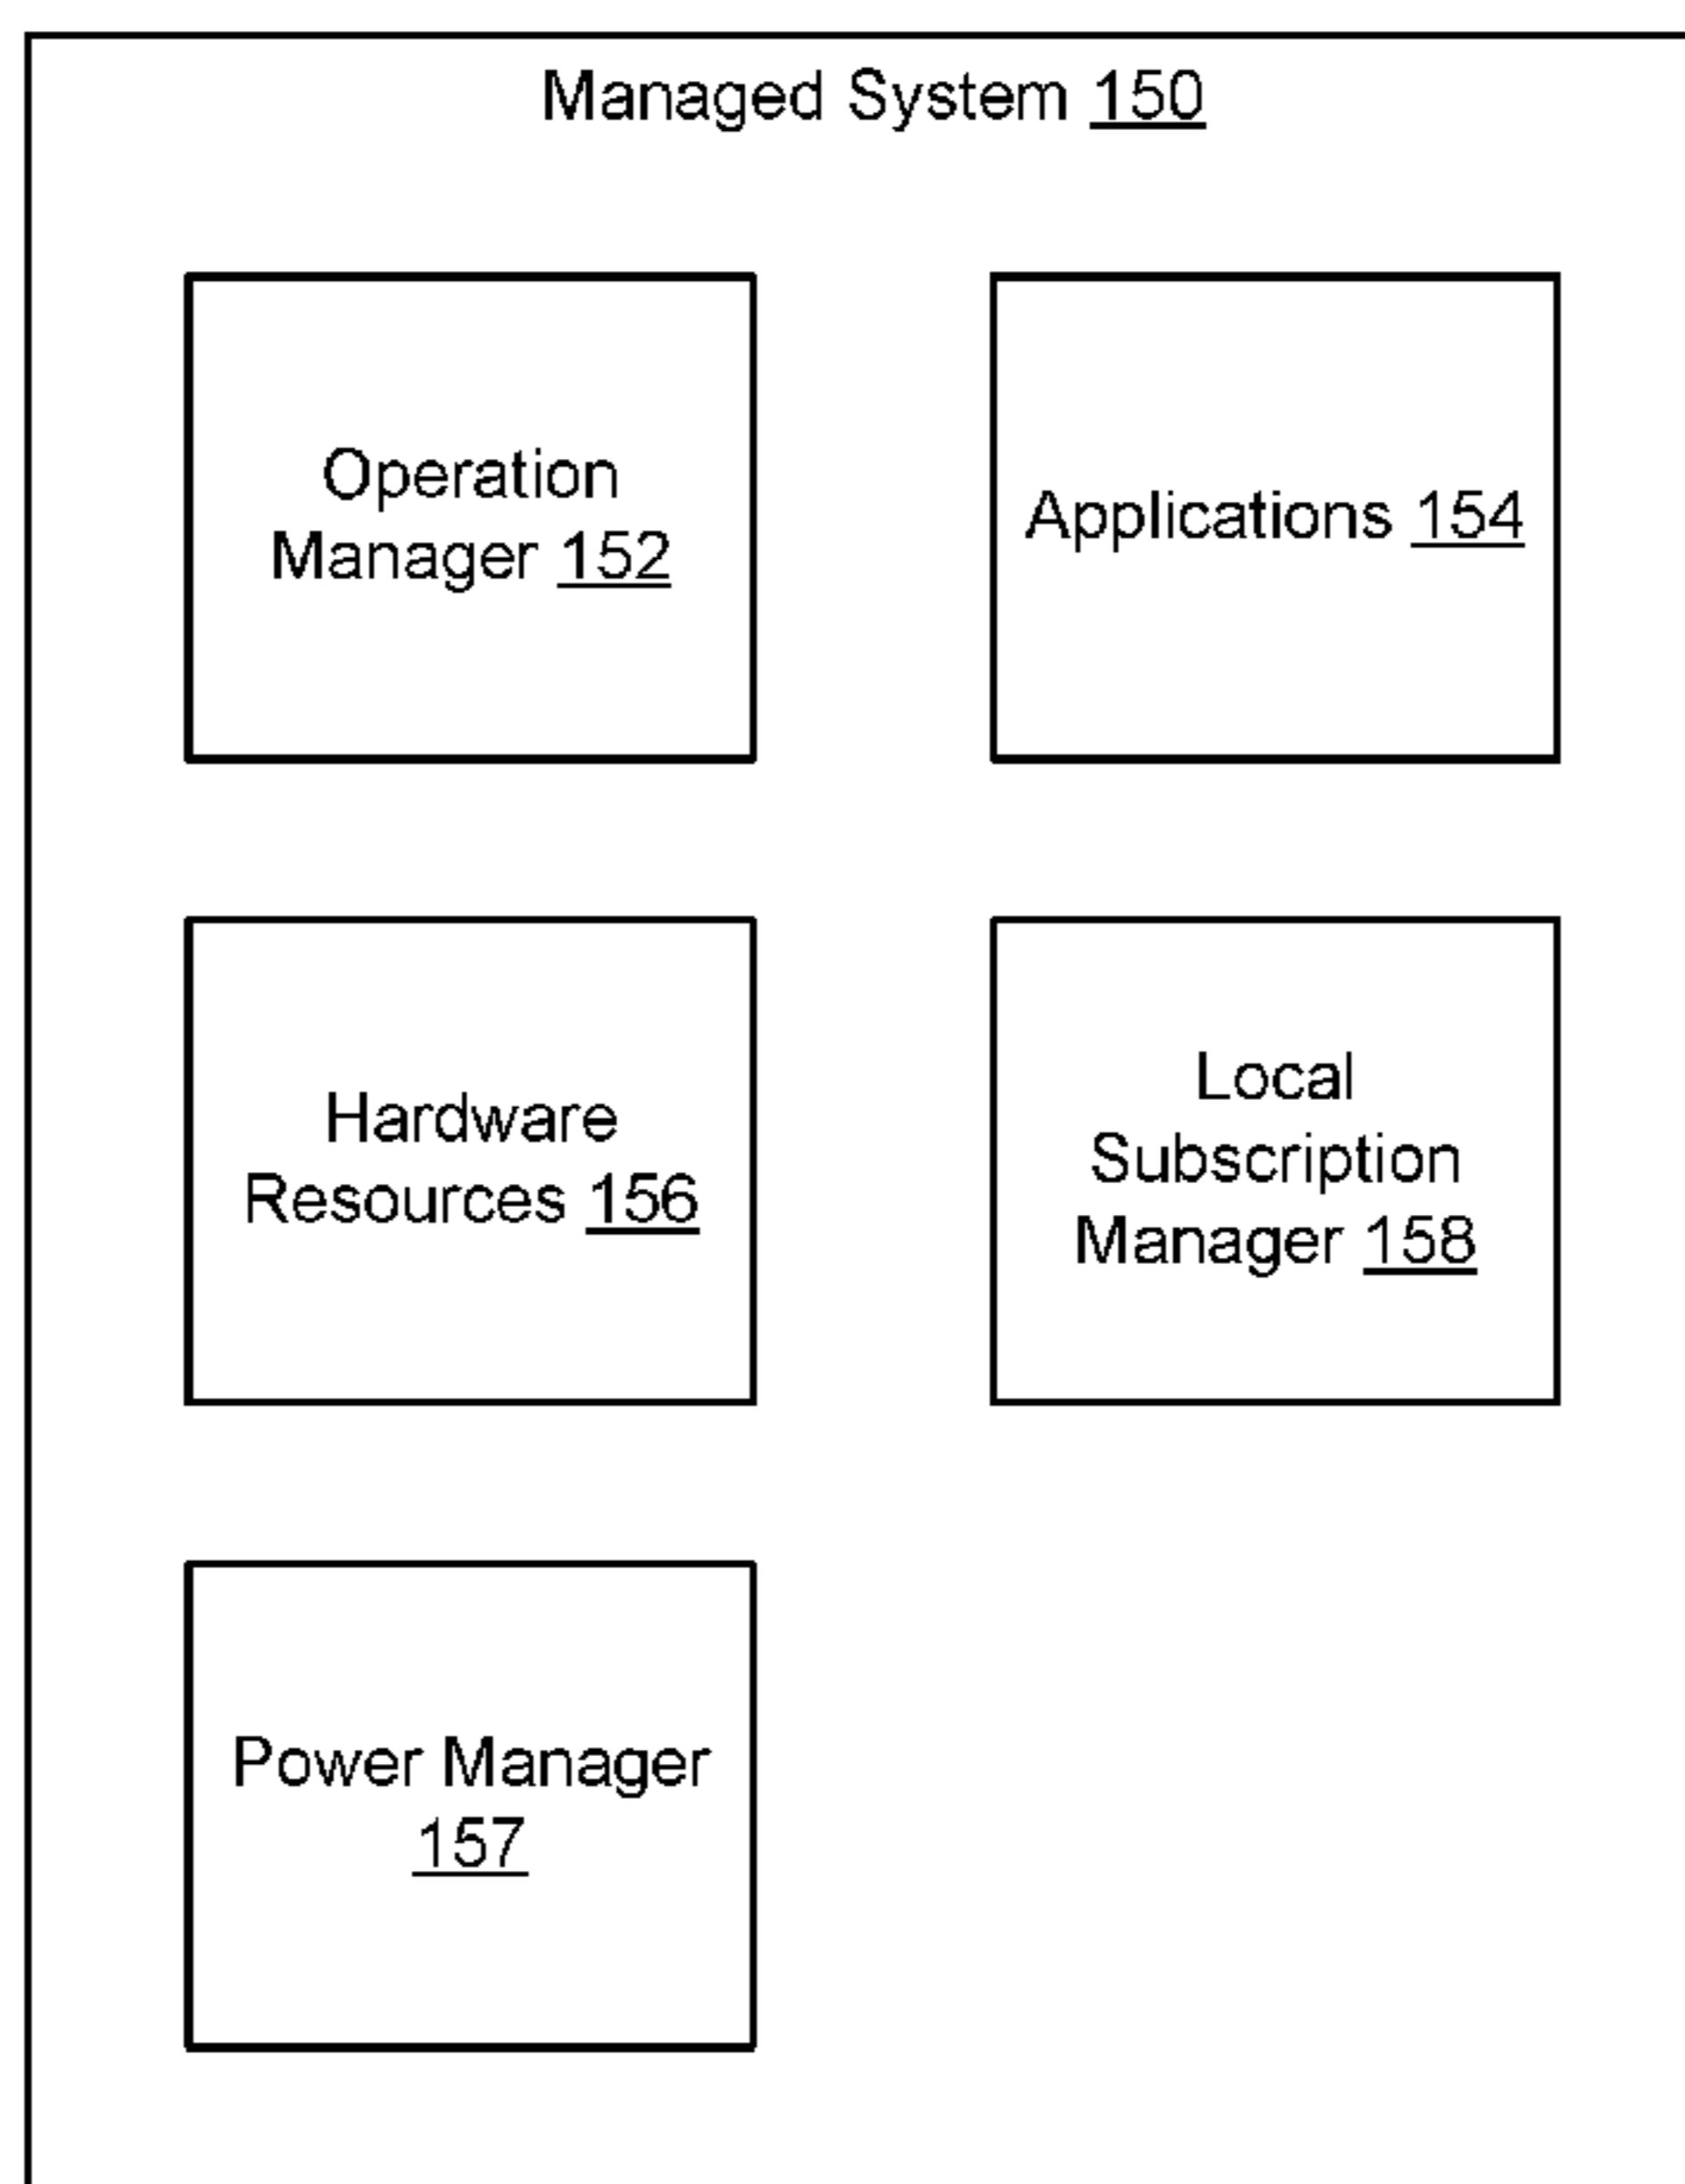 Managed System 150
Operation
Manager 152
Applications 154
Hardware
Resources 156
Local
Subscription
Manager 158
Power Manager
157